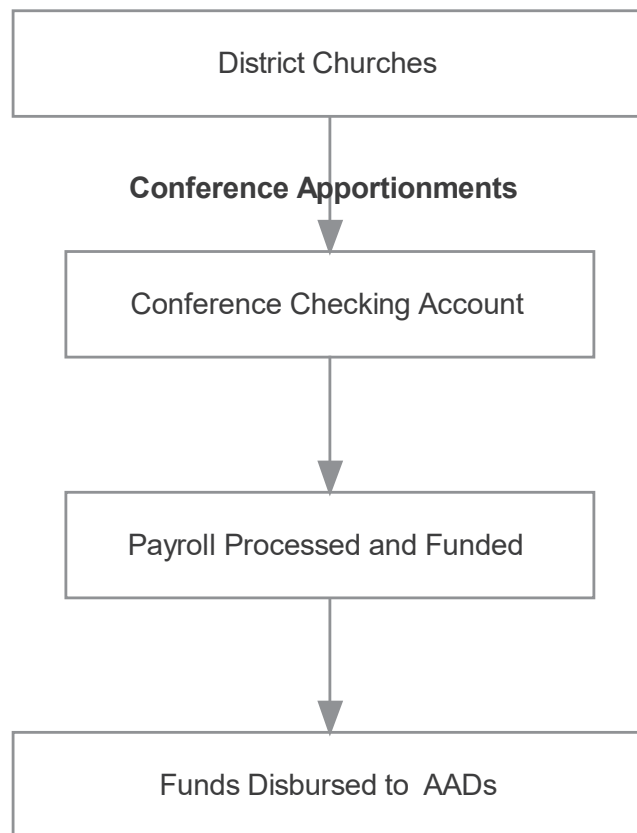 District Churches
Conference Apportionments
Conference Checking Account
Payroll Processed and Funded
Funds Disbursed to AADs